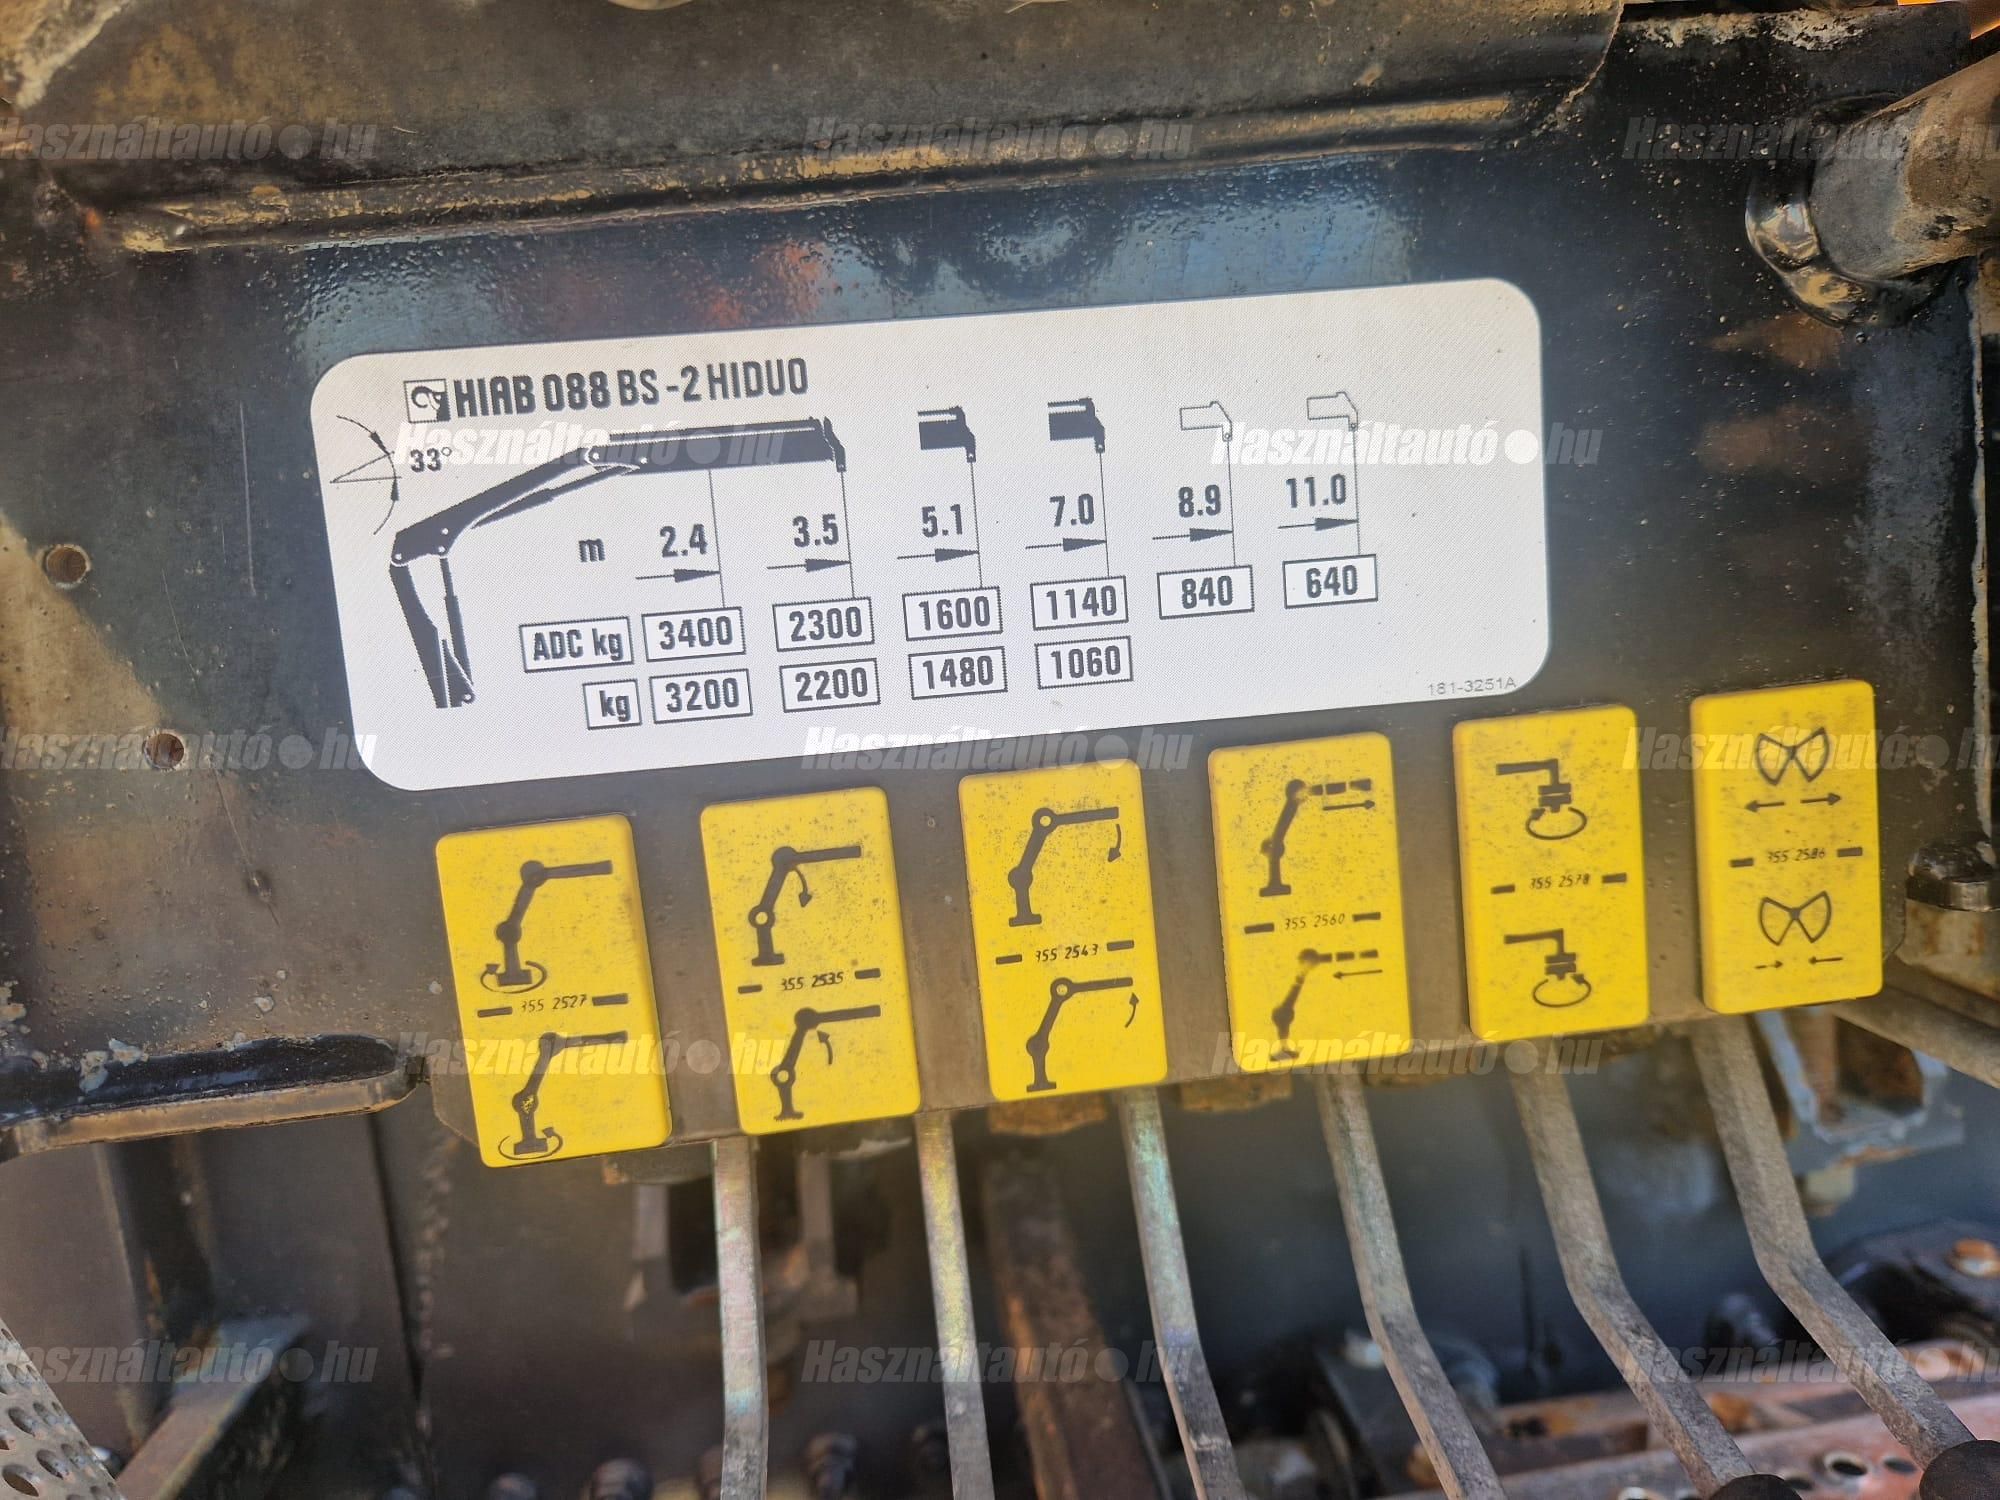 HIAB 088 BS -2 HIDUO
33°
m 2.4 3.5 5.1 7.0 8.9 11.0
ADC kg 3400 2300 1600 1140 840 640
kg 3200 2200 1480 1060
181-3251A
355 2527
355 2535
355 2543
355 2560
355 2578
355 2586
Használtautó.hu
Használtautó.hu
Használtautó.hu
Használtautó.hu
Használtautó.hu
Használtautó.hu
Használtautó.hu
Használtautó.hu
Használtautó.hu
Használtautó.hu
Használtautó.hu
Használtautó.hu
Használtautó.hu